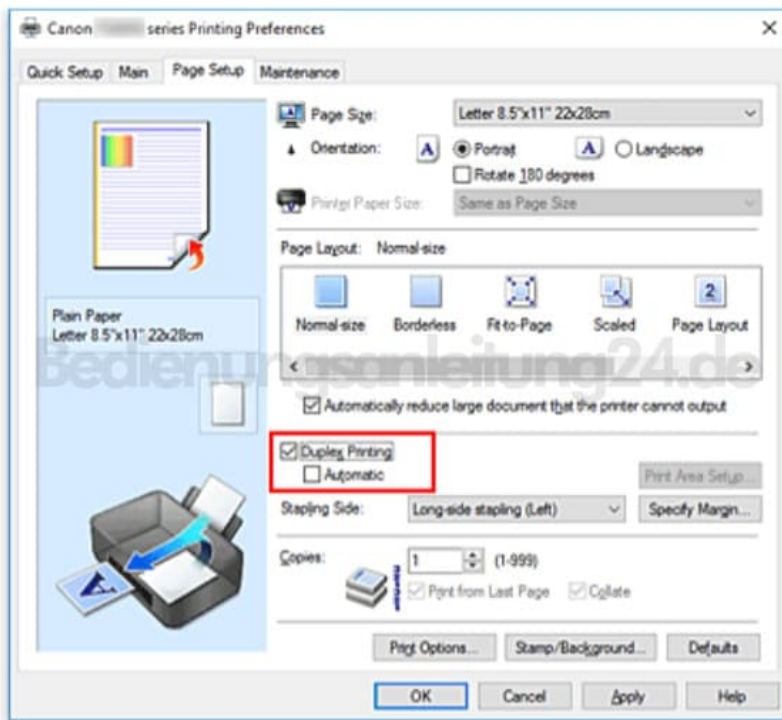 Canon series Printing Preferences
Quick Setup Main Page Setup Maintenance
Page Size: Letter 8.5"x11" 22x28cm
Orientation: A Portrait A Landscape
Rotate 180 degrees
Printer Paper Size: Same as Page Size
Page Layout: Normal-size
2
Normal-size Borderless Fit-to-Page Scaled Page Layout
Plain Paper
Letter 8.5"x11" 22x28cm
Bedienungsanleitung24.de
Automatically reduce large document that the printer cannot output
Duplex Printing
Automatic
Print Area Setup...
Stapling Side: Long-side stapling (Left) Specify Margin...
Copies: 1 (1-999)
Print from Last Page Collate
A
Print Options... Stamp/Background... Defaults
OK Cancel Apply Help